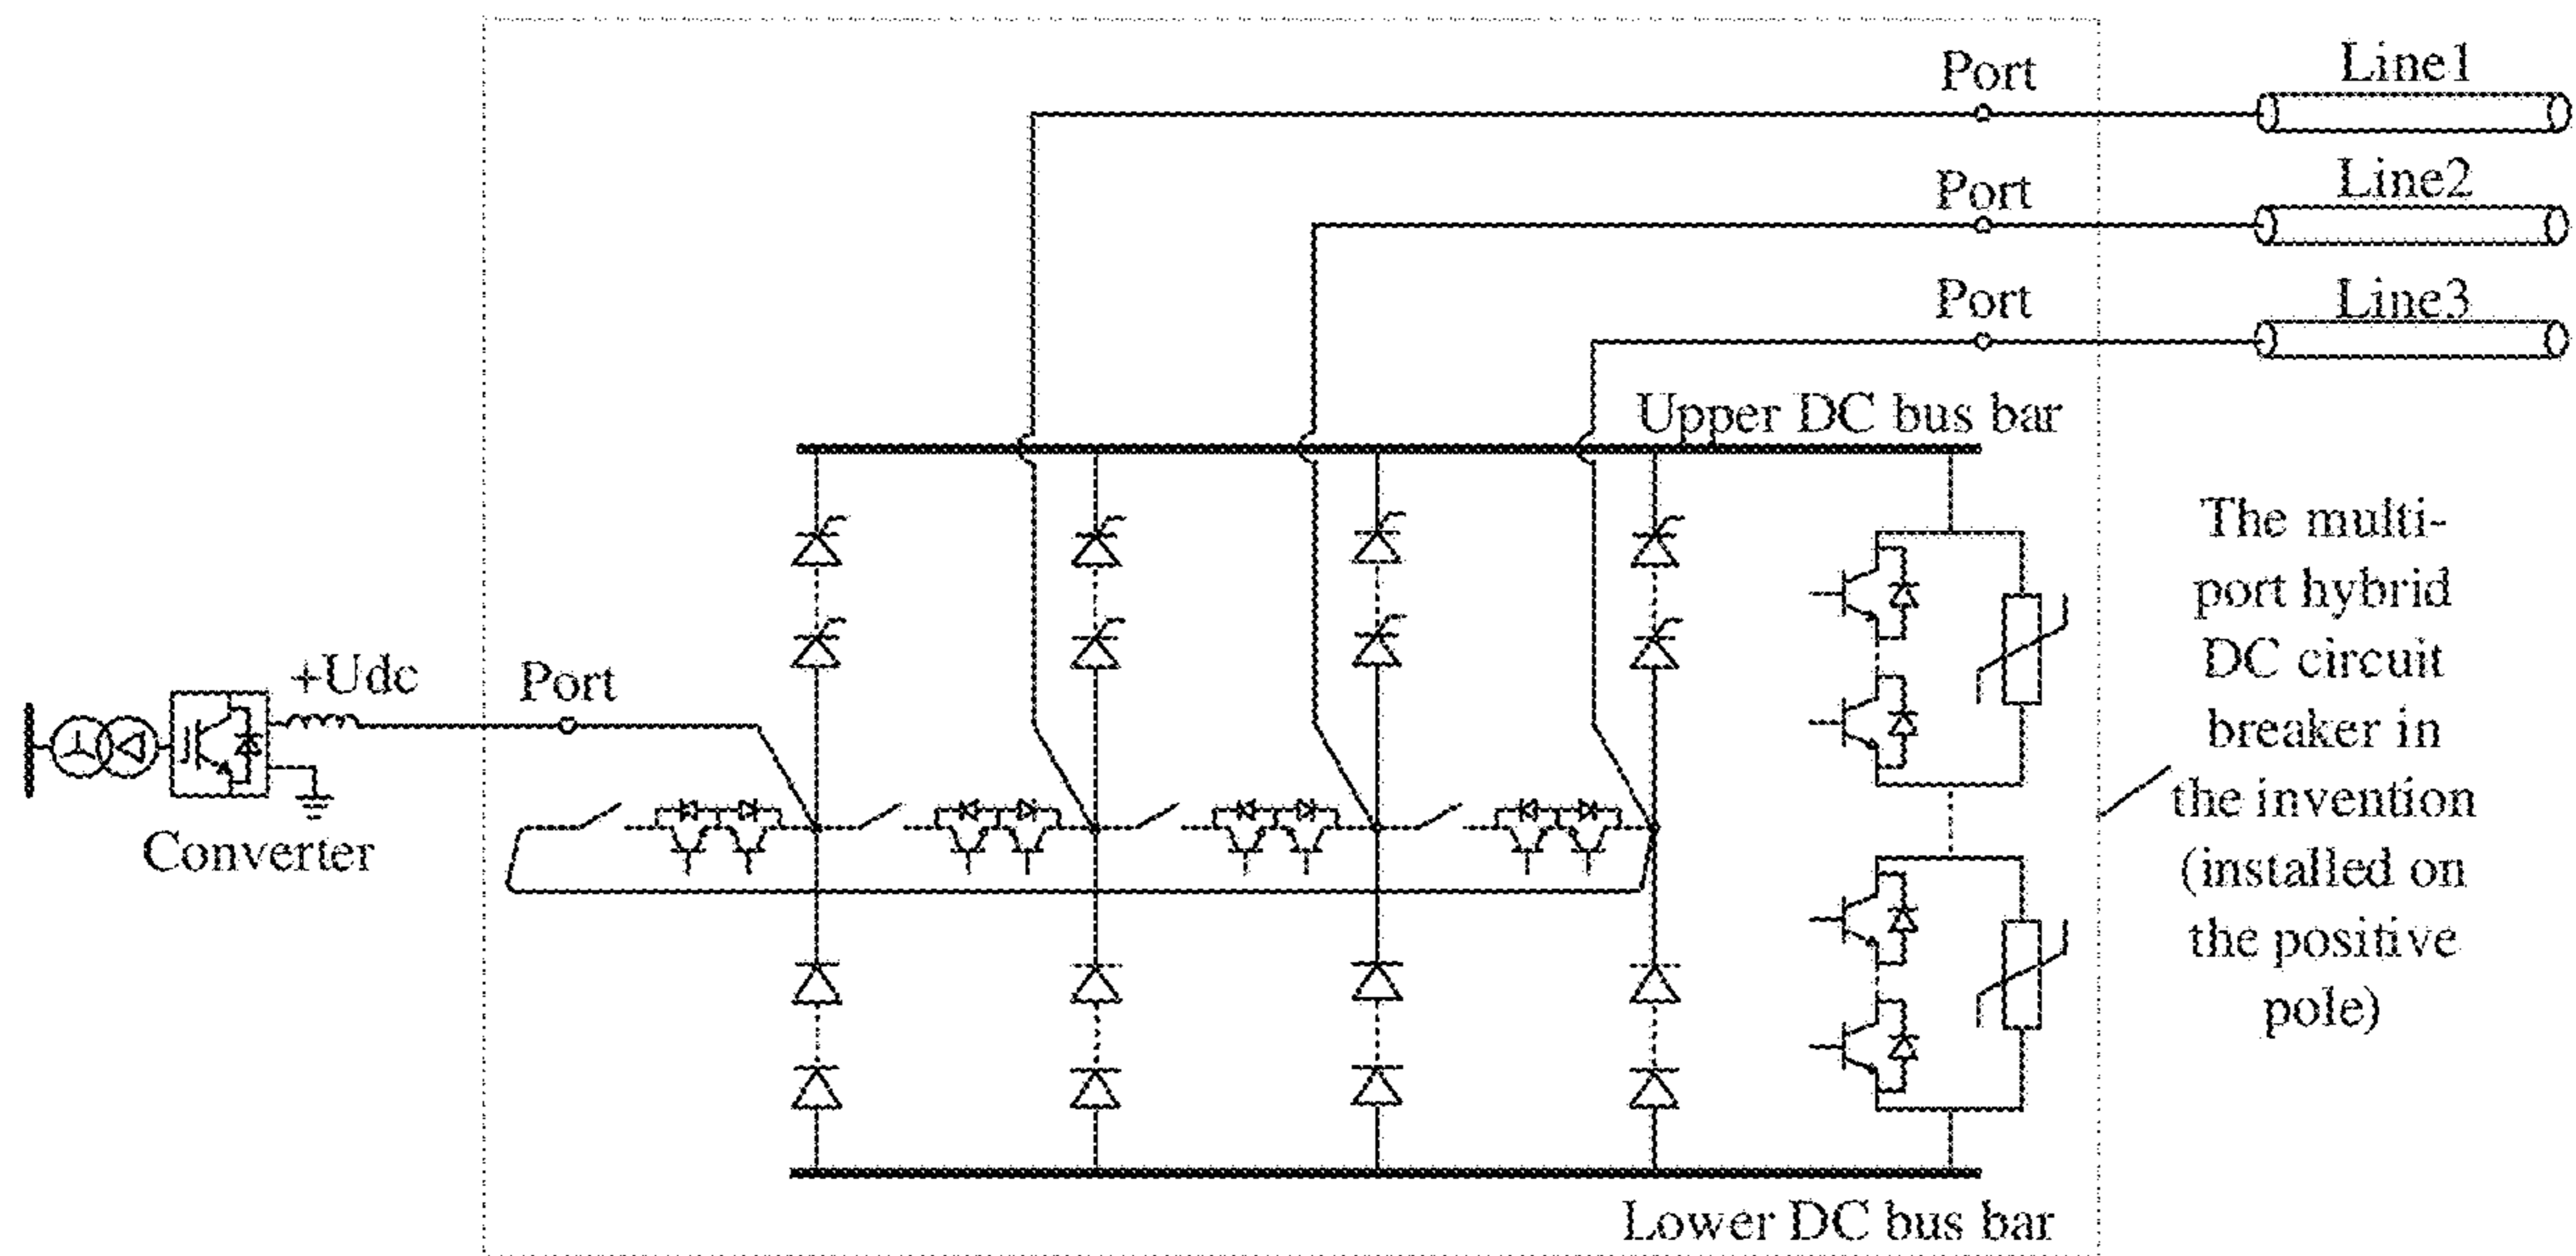 Port
Line1
Port
Line2
Port
Line3
Upper DC bus bar
+Udc
Port
Converter
The multi-
port hybrid
DC circuit
breaker in
the invention
(installed on
the positive
pole)
Lower DC bus bar